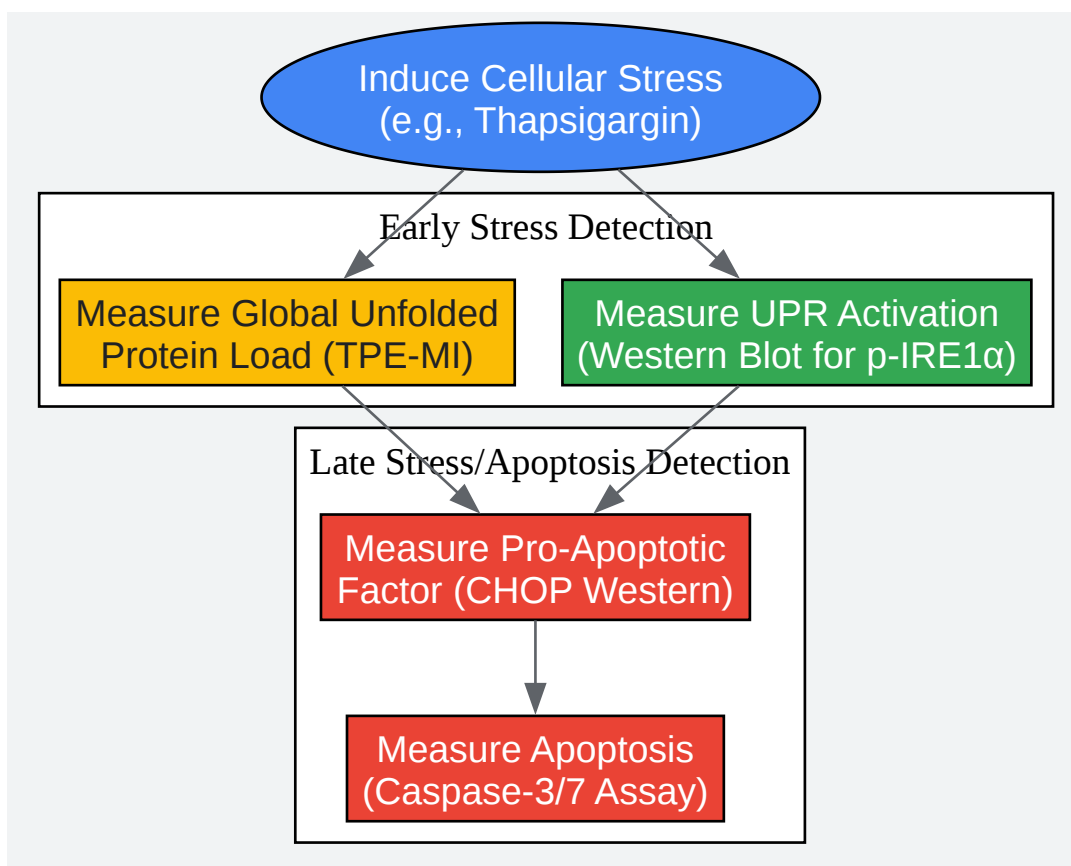 Induce Cellular Stress
(e.g., Thapsigargin)
Early Stress Detection
Measure Global Unfolded
Protein Load (TPE-MI)
Measure UPR Activation
(Western Blot for p-IRE1α)
Late Stress/Apoptosis Detection
Measure Pro-Apoptotic
Factor (CHOP Western)
Measure Apoptosis
(Caspase-3/7 Assay)